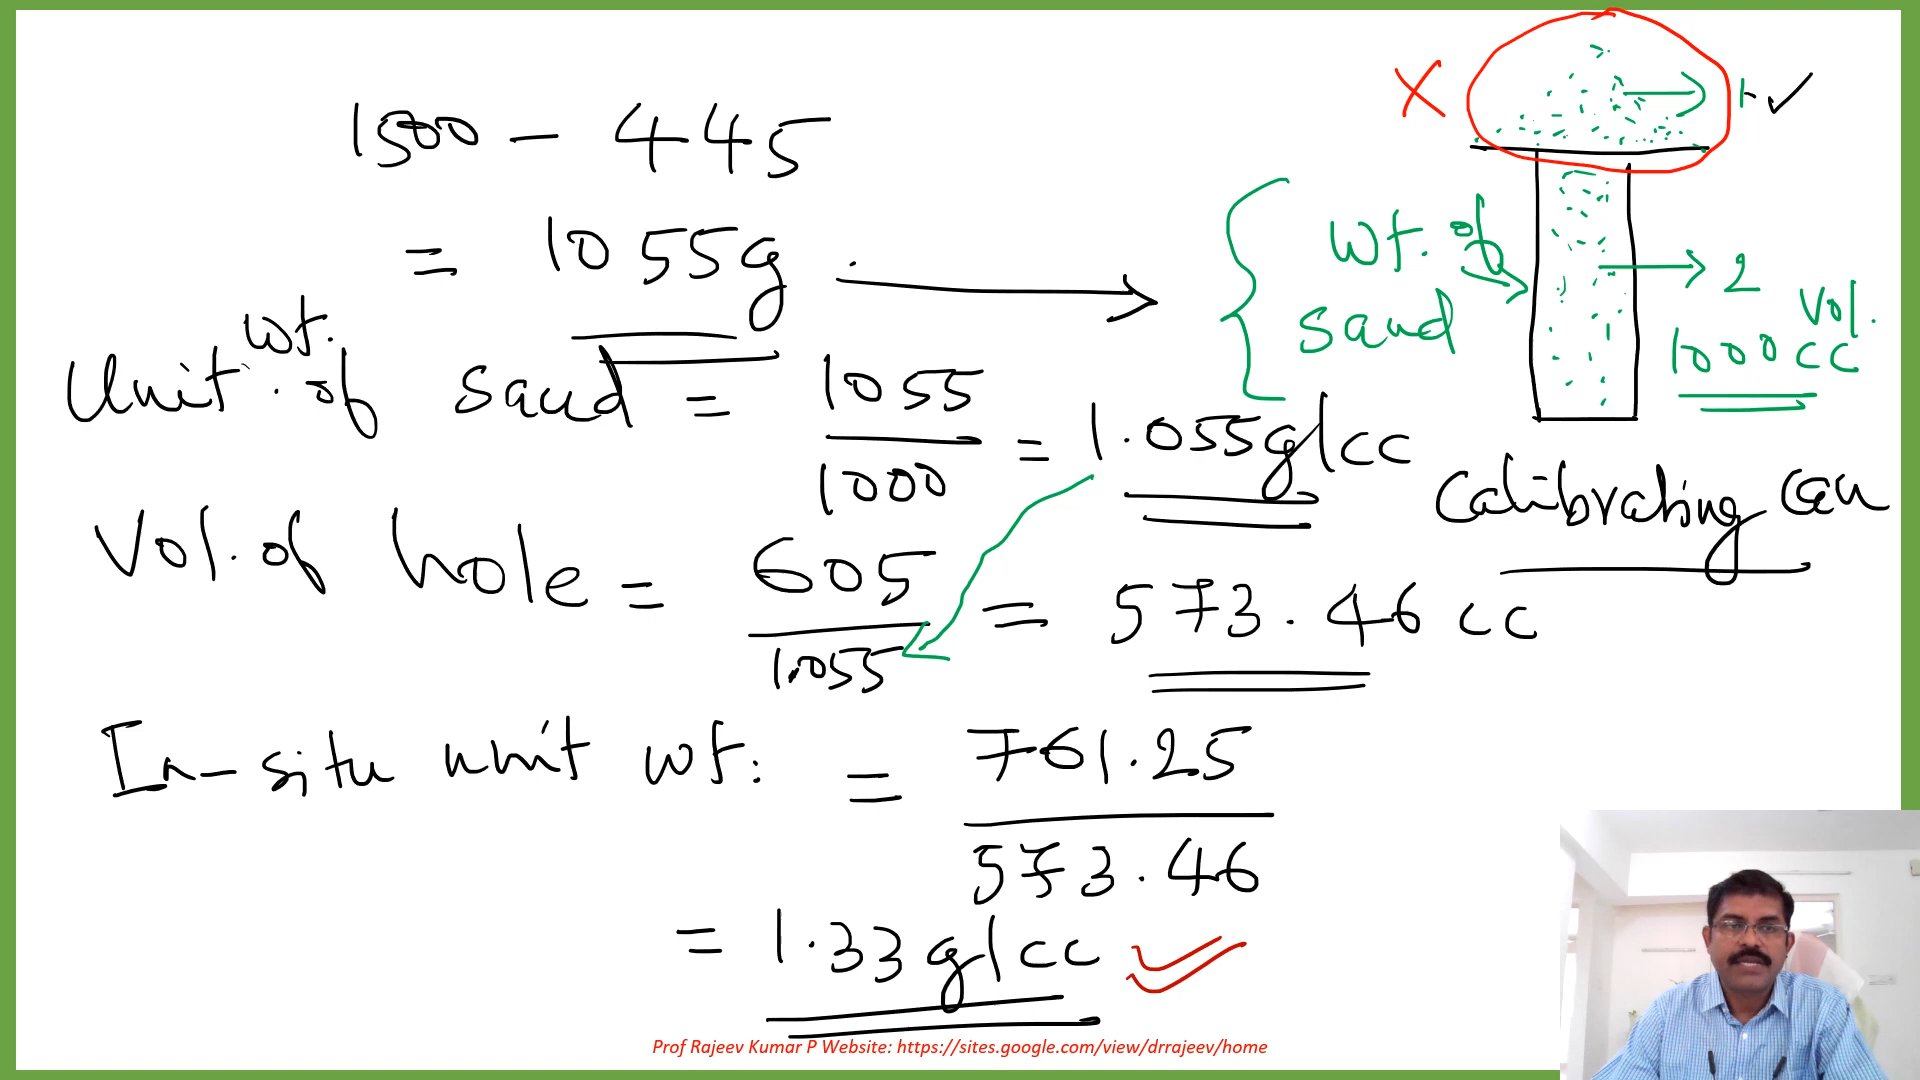 1500 - 445
= 1055g
wt.
Unit of sand = 1055 / 1000 = 1.055g/cc
Vol. of hole = 605 / 1.055 = 573.46 cc
In-situ unit wt. = 761.25 / 573.46
= 1.33 g/cc
X
1
wt. of
sand
2
Vol.
1000 cc
Calibrating can
Prof Rajeev Kumar P Website: https://sites.google.com/view/drrajeev/home